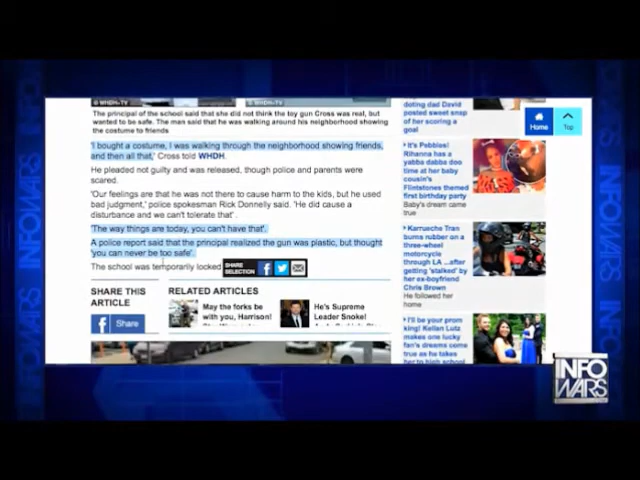 © WHDH-TV
© WHDH-TV
The principal of the school said that she did not think the toy gun Cross was real, but
wanted to be safe. The man said that he was walking around his neighborhood showing
the costume to friends
'I bought a costume, I was walking through the neighborhood showing friends,
and then all that,' Cross told WHDH.
He pleaded not guilty and was released, though police and parents were
scared.
'Our feelings are that he was not there to cause harm to the kids, but he used
bad judgment,' police spokesman Rick Donnelly said. 'He did cause a
disturbance and we can't tolerate that'.
'The way things are today, you can't have that'.
A police report said that the principal realized the gun was plastic, but thought
'you can never be too safe'.
The school was temporarily locked
SHARE
SELECTION
SHARE THIS
ARTICLE
Share
RELATED ARTICLES
May the forks be
with you, Harrison!
He's Supreme
Leader Snoke!
doting dad David
posted sweet snap
of her scoring a
goal
It's Pebbles!
Rihanna has a
yabba dabba doo
time at her baby
cousin's
Flintstones themed
first birthday party
Baby's dream came
true
Karrueche Tran
burns rubber on a
three-wheel
motorcycle
through LA ...after
getting 'stalked' by
her ex-boyfriend
Chris Brown
He followed her
home
I'll be your prom
king! Kellan Lutz
makes one lucky
fan's dreams come
true as he takes
her to high school
Home
Top
INFO
WARS
INFOWARS